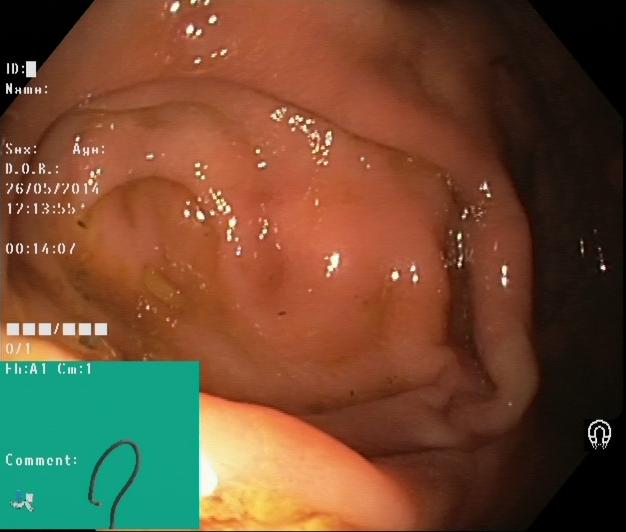 ID:
Name:
Sex: Age:
D.O.B.:
26/05/2014
12:13:55
00:14:07
0/1
Eh:A1 Cm:1
Comment: